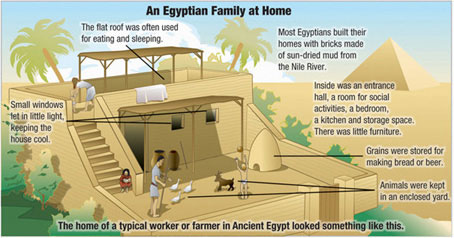 An Egyptian Family at Home
The flat roof was often used
for eating and sleeping.
Most Egyptians built their
homes with bricks made
of sun-dried mud from
the Nile River.
Inside was an entrance
hall, a room for social
activities, a bedroom,
a kitchen and storage space.
There was little furniture.
Small windows
let in little light,
keeping the
house cool.
Grains were stored for
making bread or beer.
Animals were kept
in an enclosed yard.
The home of a typical worker or farmer in Ancient Egypt looked something like this.